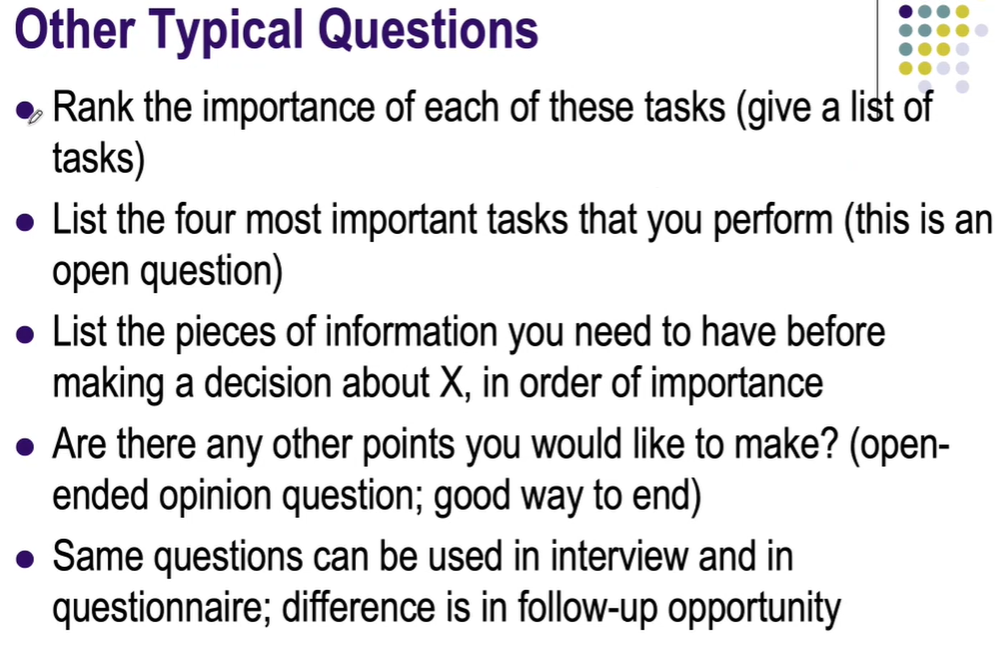 Other Typical Questions
Rank the importance of each of these tasks (give a list of
tasks)
List the four most important tasks that you perform (this is an
open question)
List the pieces of information you need to have before
making a decision about X, in order of importance
Are there any other points you would like to make? (open-
ended opinion question; good way to end)
Same questions can be used in interview and in
questionnaire; difference is in follow-up opportunity